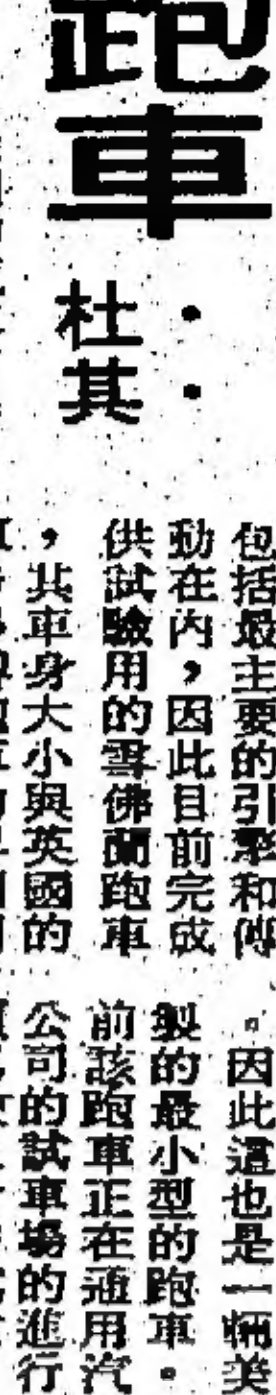 跑車
杜其
包括最主要的引擎和傳
動在內，因此目前完成
供試驗用的雪佛蘭跑車
，其車身大小與英國的
。因此這也是一輛美
製的最小型的跑車。
前該跑車正在通用汽
公司的試車場的進行